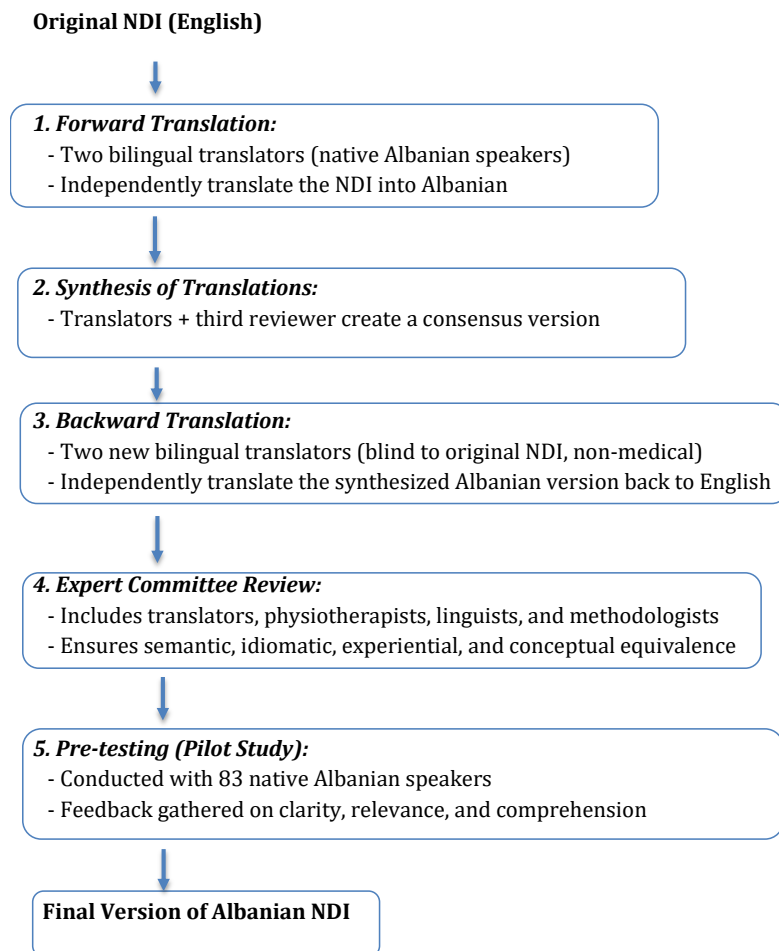 Original NDI (English)
1. Forward Translation:
- Two bilingual translators (native Albanian speakers)
- Independently translate the NDI into Albanian
2. Synthesis of Translations:
- Translators + third reviewer create a consensus version
3. Backward Translation:
- Two new bilingual translators (blind to original NDI, non-medical)
- Independently translate the synthesized Albanian version back to English
4. Expert Committee Review:
- Includes translators, physiotherapists, linguists, and methodologists
- Ensures semantic, idiomatic, experiential, and conceptual equivalence
5. Pre-testing (Pilot Study):
- Conducted with 83 native Albanian speakers
- Feedback gathered on clarity, relevance, and comprehension
Final Version of Albanian NDI